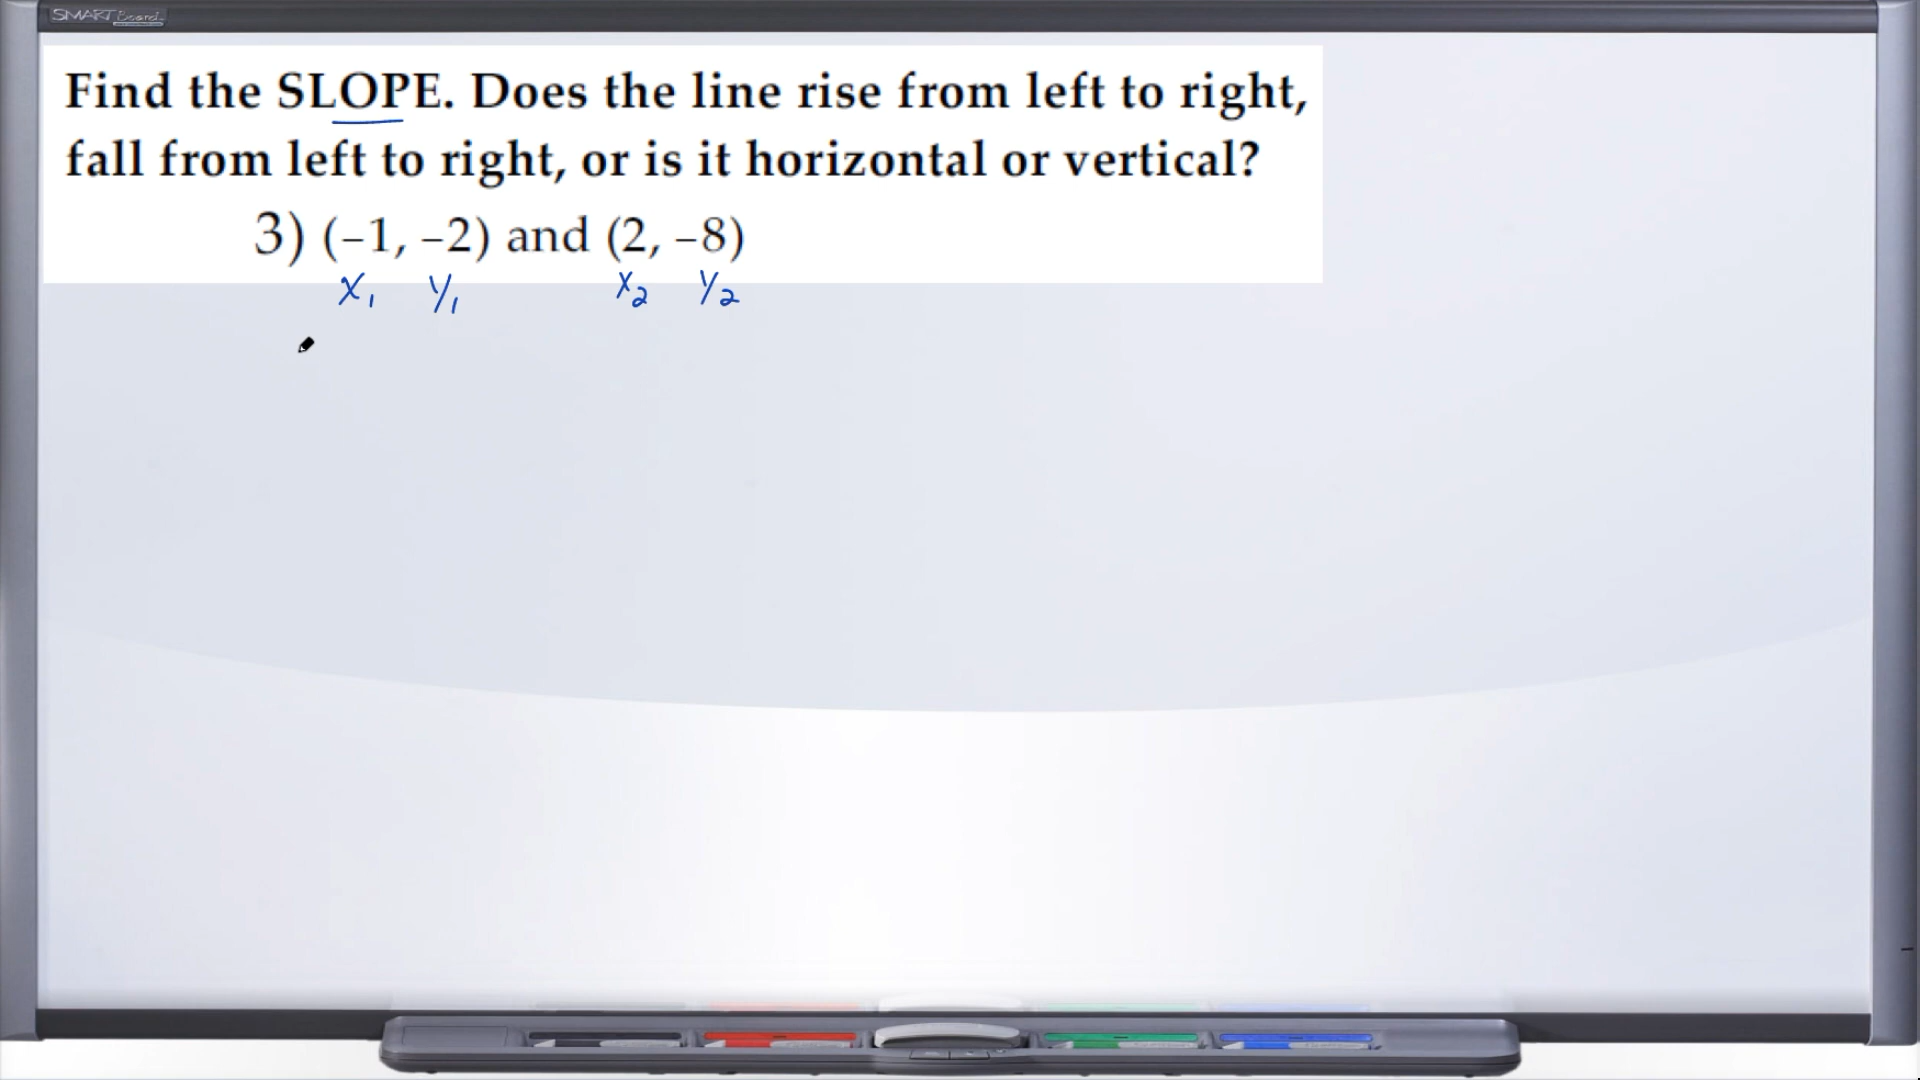 SMART Board
Find the SLOPE. Does the line rise from left to right,
fall from left to right, or is it horizontal or vertical?
3) (–1, –2) and (2, –8)
x₁ y₁ x₂ y₂